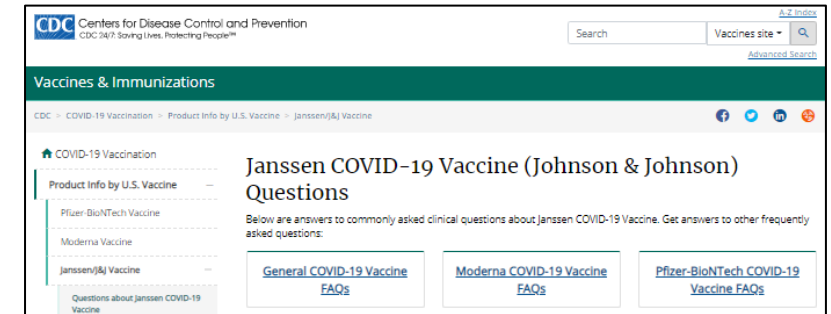 A-Z Index
CDC Centers for Disease Control and Prevention
CDC 24/7: Saving Lives, Protecting People™
Search
Vaccines site
Advanced Search
Vaccines & Immunizations
CDC > COVID-19 Vaccination > Product Info by U.S. Vaccine > Janssen/J&J Vaccine
COVID-19 Vaccination
Product Info by U.S. Vaccine
Pfizer-BioNTech Vaccine
Moderna Vaccine
Janssen/J&J Vaccine
Questions about Janssen COVID-19
Vaccine
Janssen COVID-19 Vaccine (Johnson & Johnson)
Questions
Below are answers to commonly asked clinical questions about Janssen COVID-19 Vaccine. Get answers to other frequently
asked questions:
General COVID-19 Vaccine
FAQs
Moderna COVID-19 Vaccine
FAQs
Pfizer-BioNTech COVID-19
Vaccine FAQs